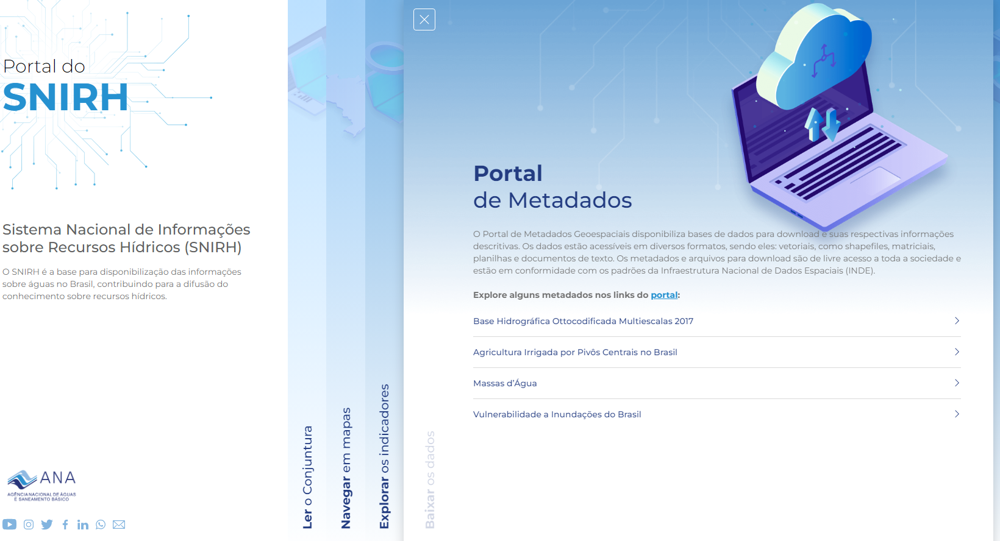 Portal do
SNIRH
Sistema Nacional de Informações
sobre Recursos Hídricos (SNIRH)
O SNIRH é a base para disponibilização das informações
sobre águas no Brasil, contribuindo para a difusão do
conhecimento sobre recursos hídricos.
ANA
AGÊNCIA NACIONAL DE ÁGUAS
E SANEAMENTO BÁSICO
Ler o Conjuntura
Navegar em mapas
Explorar os indicadores
Baixar os dados
Portal
de Metadados
O Portal de Metadados Geoespaciais disponibiliza bases de dados para download e suas respectivas informações
descritivas. Os dados estão acessíveis em diversos formatos, sendo eles: vetoriais, como shapefiles, matriciais,
planilhas e documentos de texto. Os metadados e arquivos para download são de livre acesso a toda a sociedade e
estão em conformidade com os padrões da Infraestrutura Nacional de Dados Espaciais (INDE).
Explore alguns metadados nos links do portal:
Base Hidrográfica Ottocodificada Multiescalas 2017
Agricultura Irrigada por Pivôs Centrais no Brasil
Massas d’Água
Vulnerabilidade a Inundações do Brasil